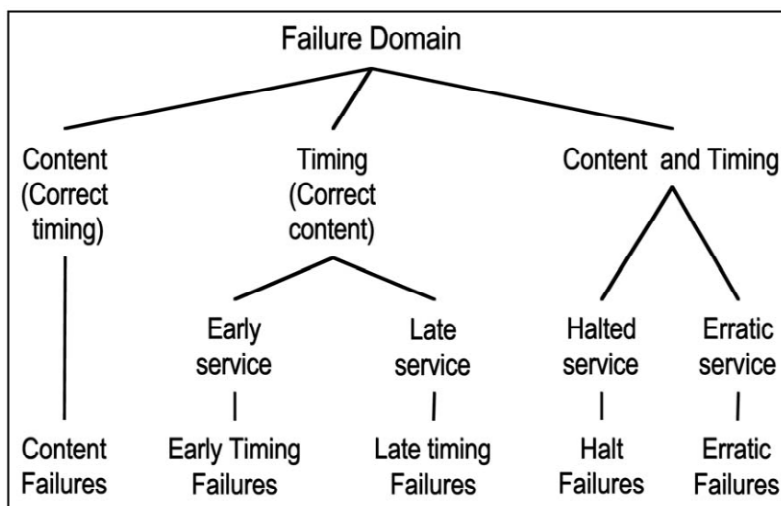 Failure Domain
Content
(Correct
timing)
Timing
(Correct
content)
Content and Timing
Early
service
Late
service
Halted
service
Erratic
service
Content
Failures
Early Timing
Failures
Late timing
Failures
Halt
Failures
Erratic
Failures